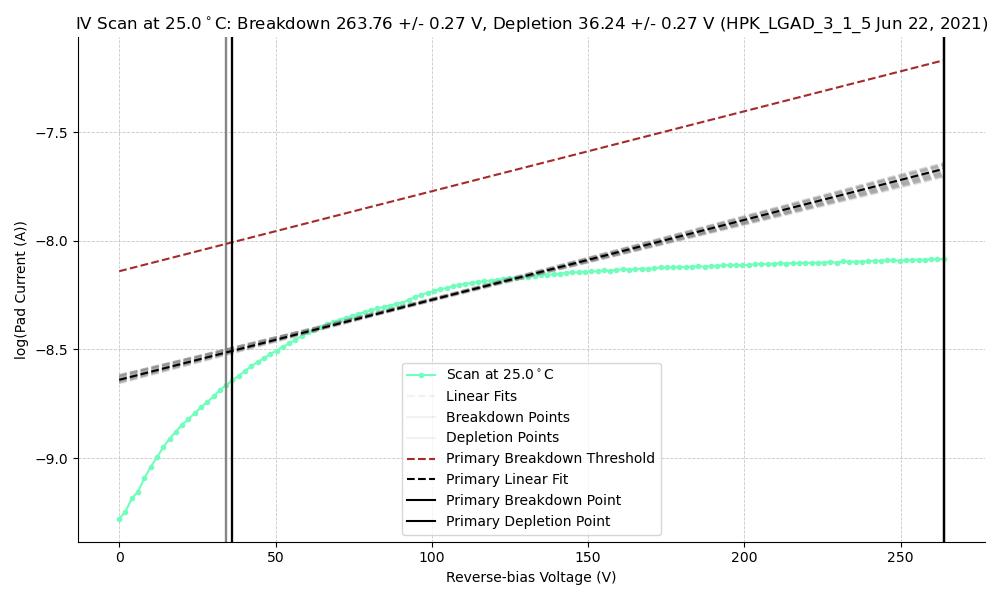 IV Scan at 25.0°C: Breakdown 263.76 +/- 0.27 V, Depletion 36.24 +/- 0.27 V (HPK_LGAD_3_1_5 Jun 22, 2021)
log(Pad Current (A))
−7.5
−8.0
−8.5
−9.0
Scan at 25.0°C
Linear Fits
Breakdown Points
Depletion Points
Primary Breakdown Threshold
Primary Linear Fit
Primary Breakdown Point
Primary Depletion Point
0 50 100 150 200 250
Reverse-bias Voltage (V)